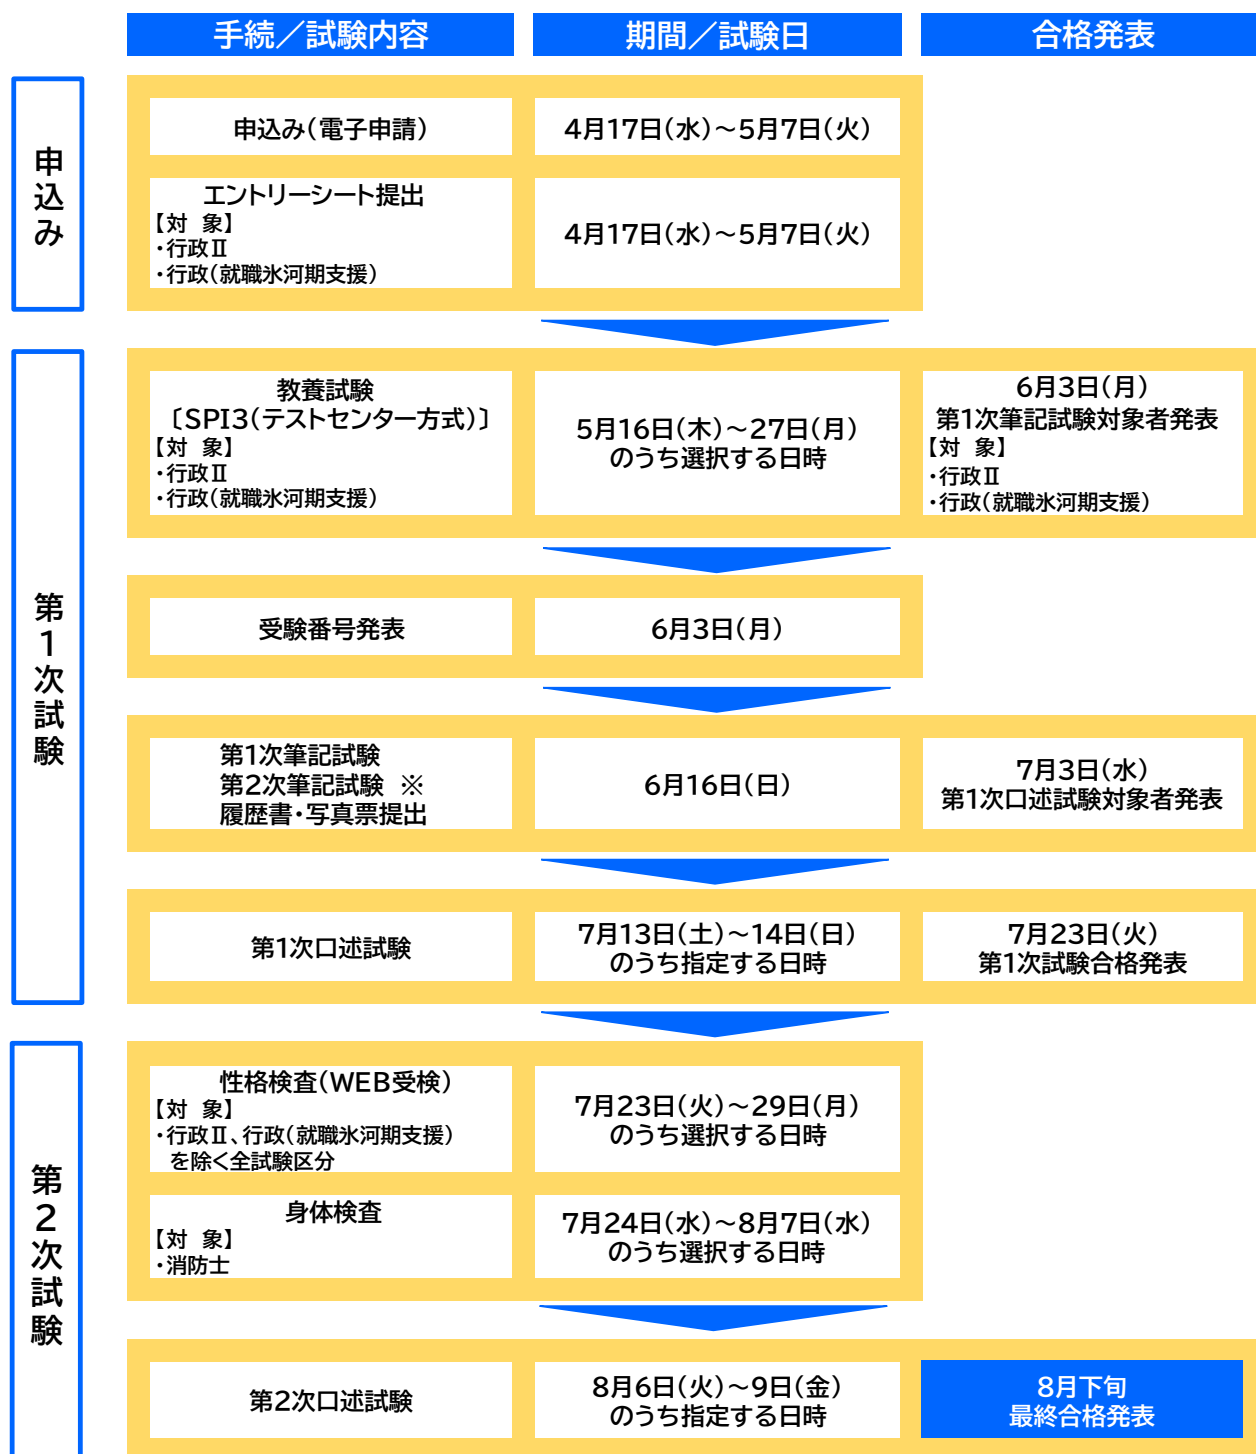 手続／試験内容
期間／試験日
合格発表
申込み
申込み（電子申請）
4月17日（水）～5月7日（火）
エントリーシート提出
【対 象】
・行政Ⅱ
・行政（就職氷河期支援）
4月17日（水）～5月7日（火）
第1次試験
教養試験
〔SPI3（テストセンター方式）〕
【対 象】
・行政Ⅱ
・行政（就職氷河期支援）
5月16日（木）～27日（月）
のうち選択する日時
6月3日（月）
第1次筆記試験対象者発表
【対 象】
・行政Ⅱ
・行政（就職氷河期支援）
受験番号発表
6月3日（月）
第1次筆記試験
第2次筆記試験 ※
履歴書・写真票提出
6月16日（日）
7月3日（水）
第1次口述試験対象者発表
第1次口述試験
7月13日（土）～14日（日）
のうち指定する日時
7月23日（火）
第1次試験合格発表
第2次試験
性格検査（WEB受検）
【対 象】
・行政Ⅱ、行政（就職氷河期支援）
を除く全試験区分
7月23日（火）～29日（月）
のうち選択する日時
身体検査
【対 象】
・消防士
7月24日（水）～8月7日（水）
のうち選択する日時
第2次口述試験
8月6日（火）～9日（金）
のうち指定する日時
8月下旬
最終合格発表